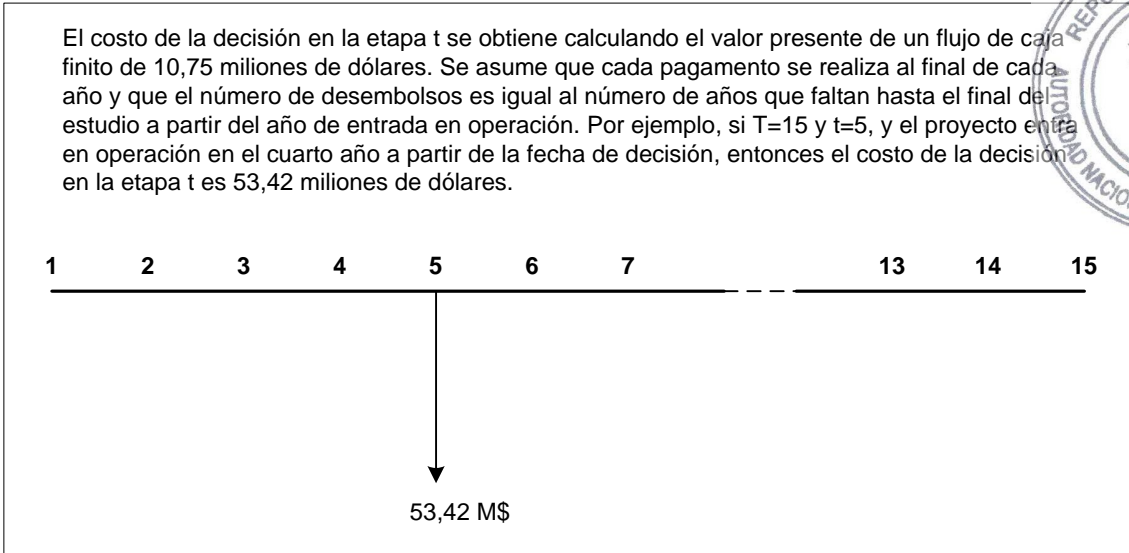 El costo de la decisión en la etapa t se obtiene calculando el valor presente de un flujo de caja
finito de 10,75 miliones de dólares. Se asume que cada pagamento se realiza al final de cada
año y que el número de desembolsos es igual al número de años que faltan hasta el final del
estudio a partir del año de entrada en operación. Por ejemplo, si T=15 y t=5, y el proyecto entra
en operación en el cuarto año a partir de la fecha de decisión, entonces el costo de la decisión
en la etapa t es 53,42 miliones de dólares.
1 2 3 4 5 6 7 13 14 15
53,42 M$